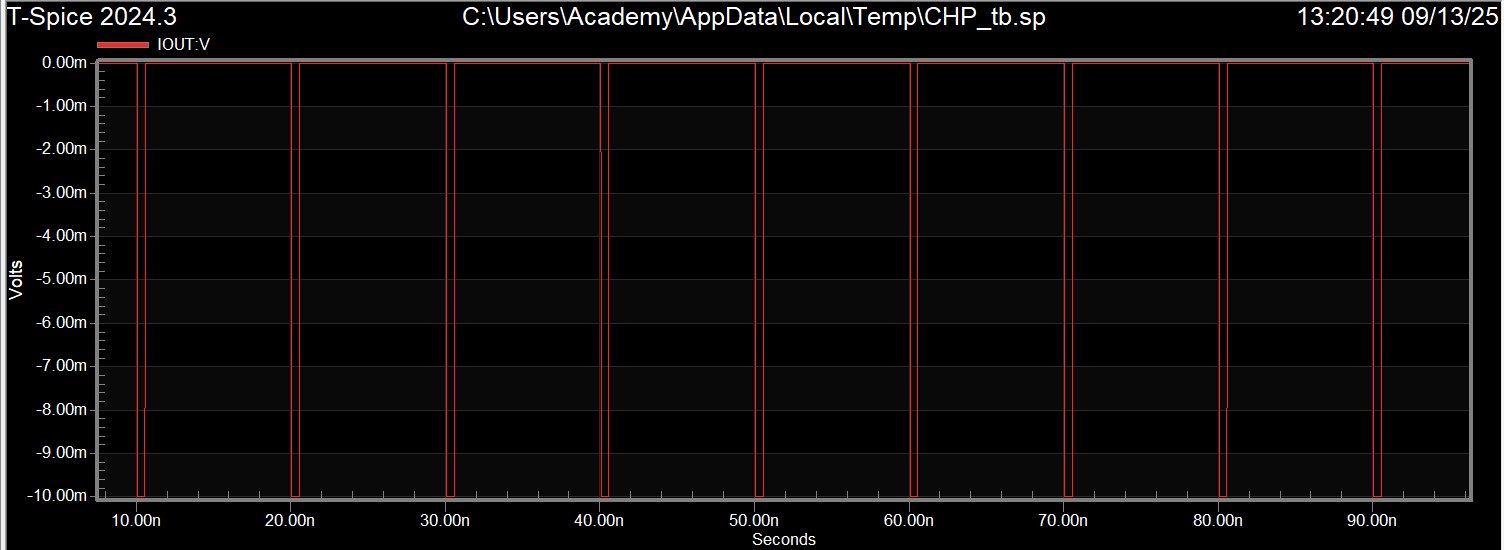 T-Spice 2024.3 C:\Users\Academy\AppData\Local\Temp\CHP_tb.sp 13:20:49 09/13/25
IOUT:V
0.00m
-1.00m
-2.00m
-3.00m
-4.00m
-5.00m
-6.00m
-7.00m
-8.00m
-9.00m
-10.00m
Volts
10.00n 20.00n 30.00n 40.00n 50.00n 60.00n 70.00n 80.00n 90.00n
Seconds